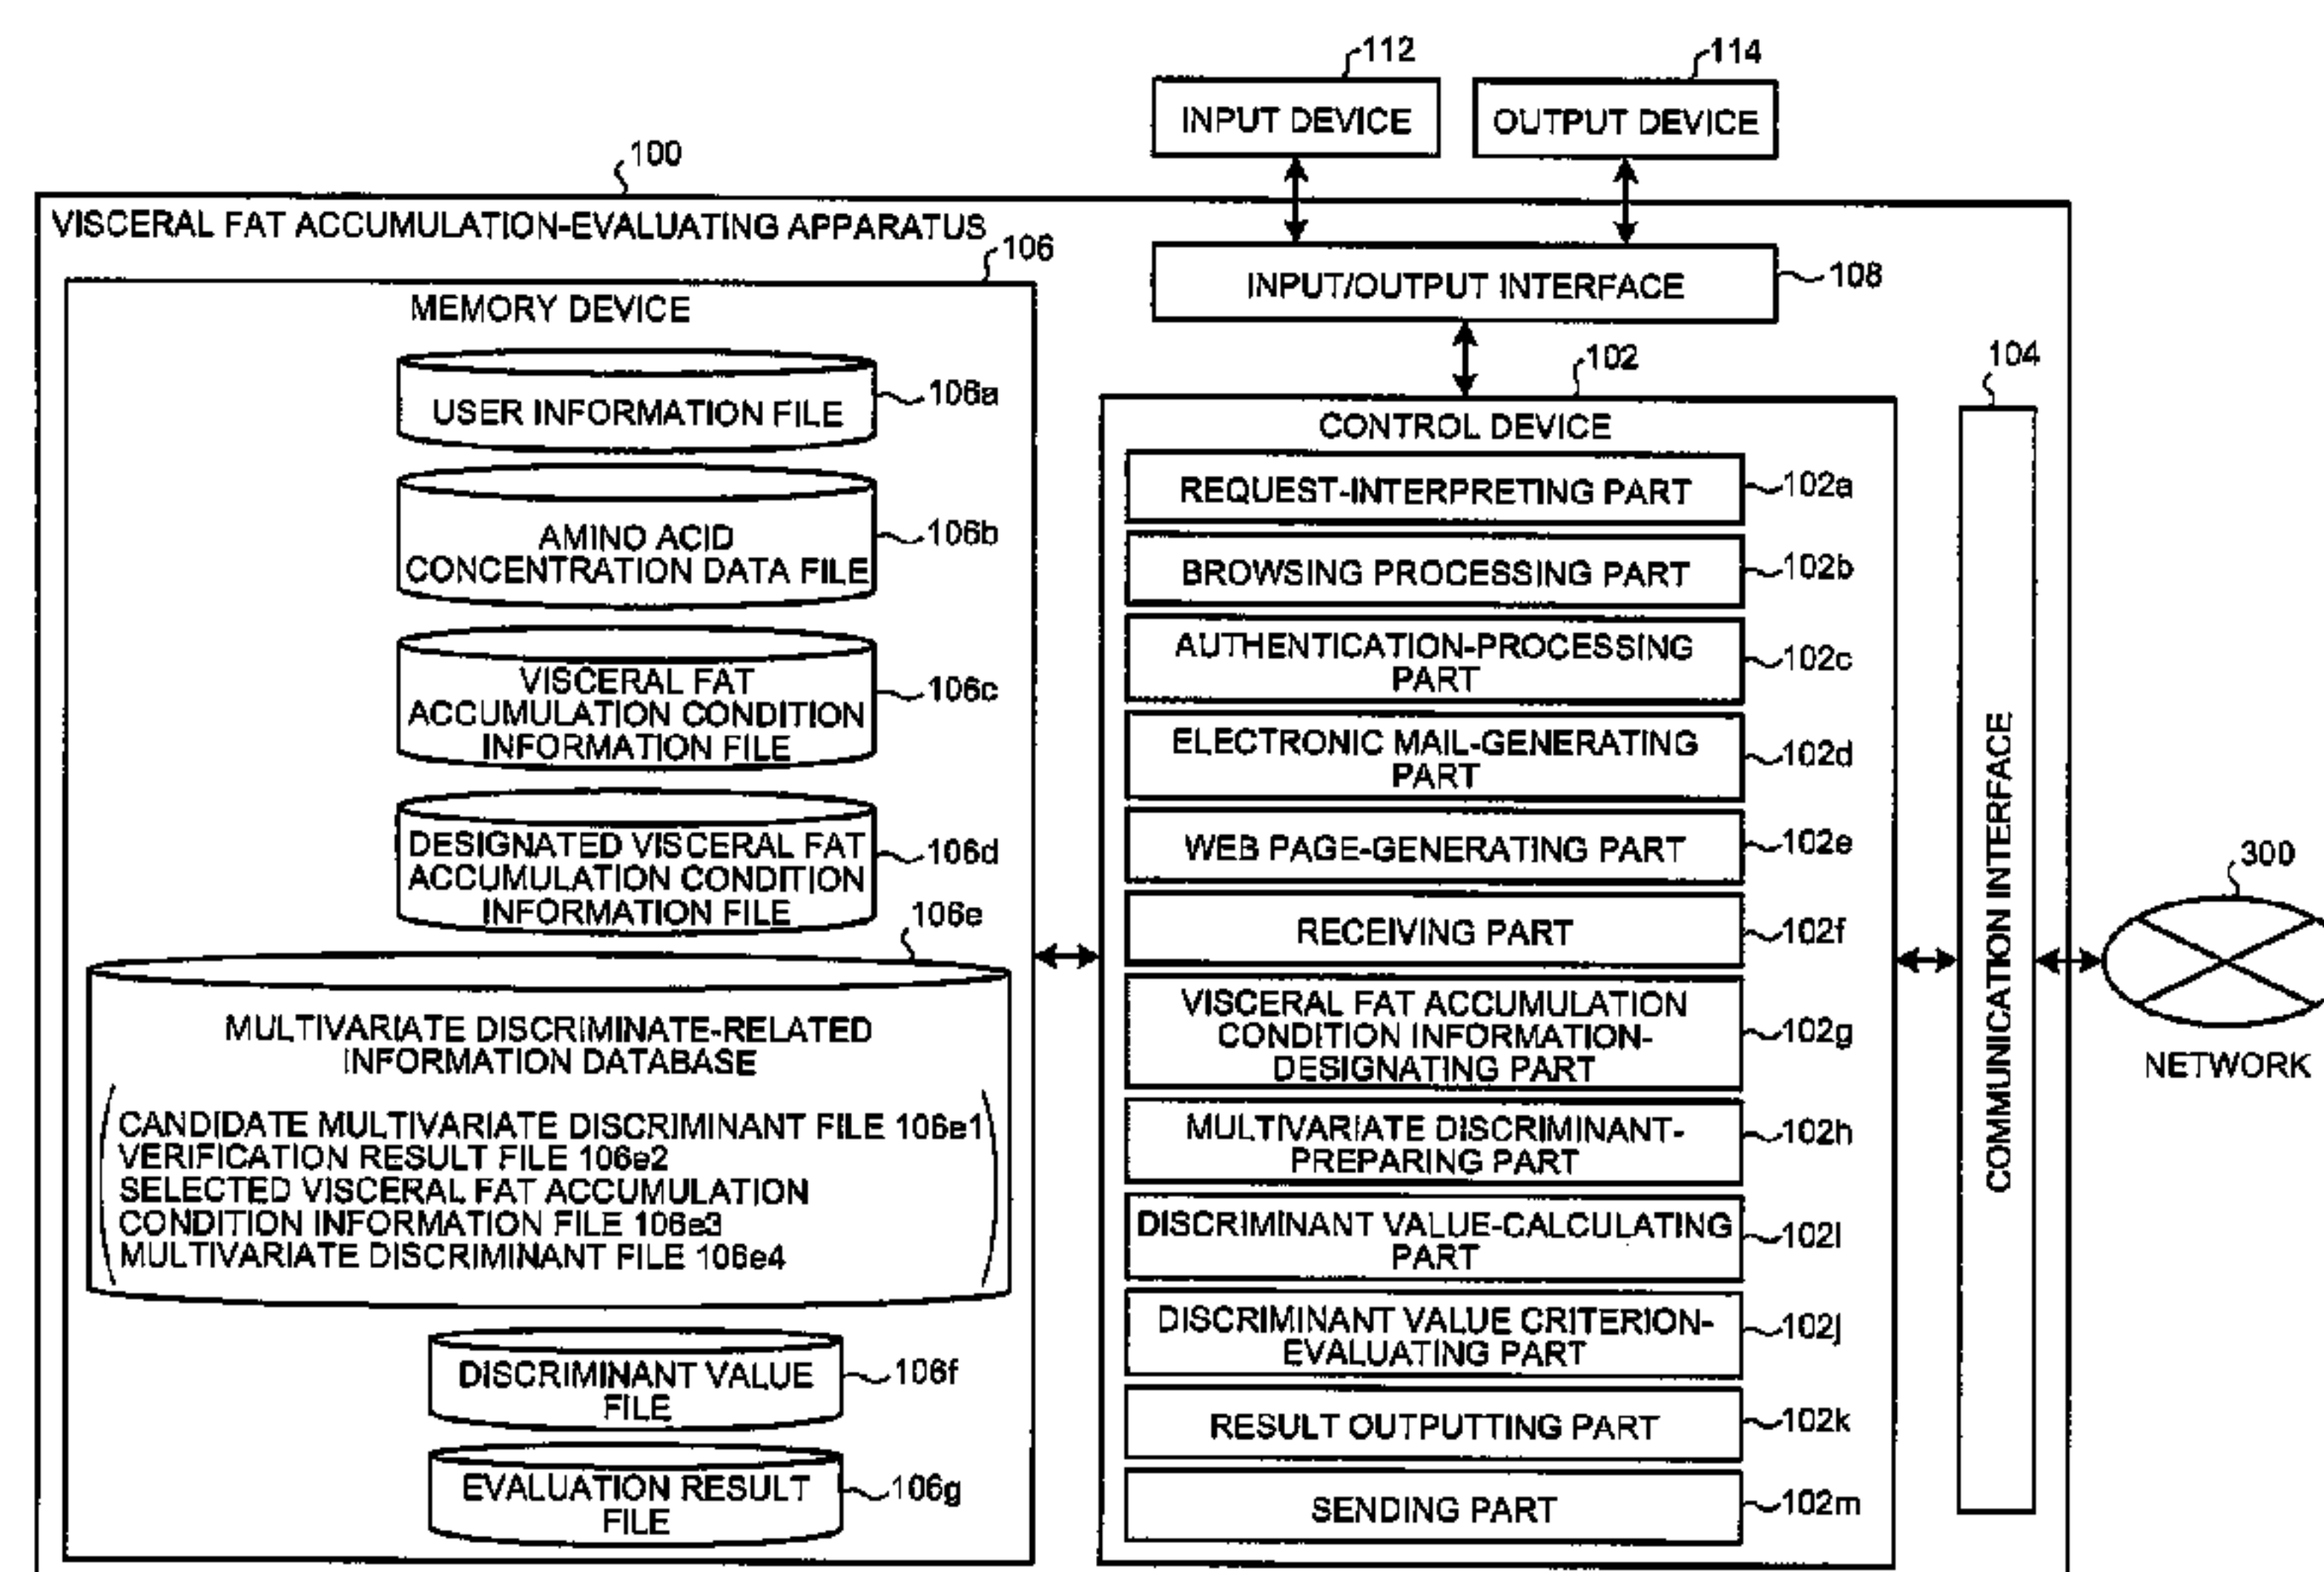 112
114
INPUT DEVICE
OUTPUT DEVICE
100
VISCERAL FAT ACCUMULATION-EVALUATING APPARATUS
106
INPUT/OUTPUT INTERFACE
108
MEMORY DEVICE
USER INFORMATION FILE
106a
AMINO ACID
CONCENTRATION DATA FILE
106b
VISCERAL FAT
ACCUMULATION CONDITION
INFORMATION FILE
106c
DESIGNATED VISCERAL FAT
ACCUMULATION CONDITION
INFORMATION FILE
106d
106e
MULTIVARIATE DISCRIMINATE-RELATED
INFORMATION DATABASE
CANDIDATE MULTIVARIATE DISCRIMINANT FILE 106e1
VERIFICATION RESULT FILE 106e2
SELECTED VISCERAL FAT ACCUMULATION
CONDITION INFORMATION FILE 106e3
MULTIVARIATE DISCRIMINANT FILE 106e4
DISCRIMINANT VALUE
FILE
106f
EVALUATION RESULT
FILE
106g
102
CONTROL DEVICE
REQUEST-INTERPRETING PART
102a
BROWSING PROCESSING PART
102b
AUTHENTICATION-PROCESSING
PART
102c
ELECTRONIC MAIL-GENERATING
PART
102d
WEB PAGE-GENERATING PART
102e
RECEIVING PART
102f
VISCERAL FAT ACCUMULATION
CONDITION INFORMATION-
DESIGNATING PART
102g
MULTIVARIATE DISCRIMINANT-
PREPARING PART
102h
DISCRIMINANT VALUE-CALCULATING
PART
102i
DISCRIMINANT VALUE CRITERION-
EVALUATING PART
102j
RESULT OUTPUTTING PART
102k
SENDING PART
102m
104
COMMUNICATION INTERFACE
300
NETWORK